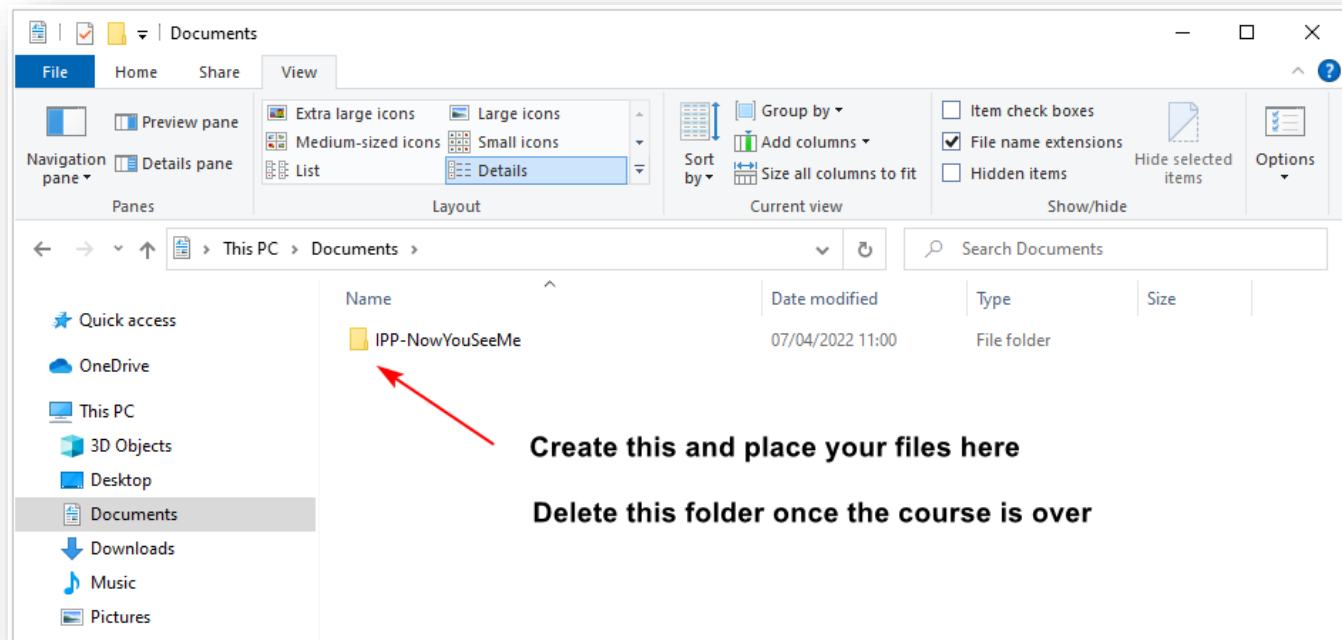 Documents
File Home Share View
Navigation pane
Preview pane
Details pane
Panes
Extra large icons Large icons
Medium-sized icons Small icons
List Details
Layout
Sort by
Group by
Add columns
Size all columns to fit
Current view
Item check boxes
File name extensions
Hidden items
Hide selected items
Show/hide
Options
This PC > Documents >
Search Documents
Name Date modified Type Size
IPP-NowYouSeeMe 07/04/2022 11:00 File folder
Quick access
OneDrive
This PC
3D Objects
Desktop
Documents
Downloads
Music
Pictures
Create this and place your files here
Delete this folder once the course is over